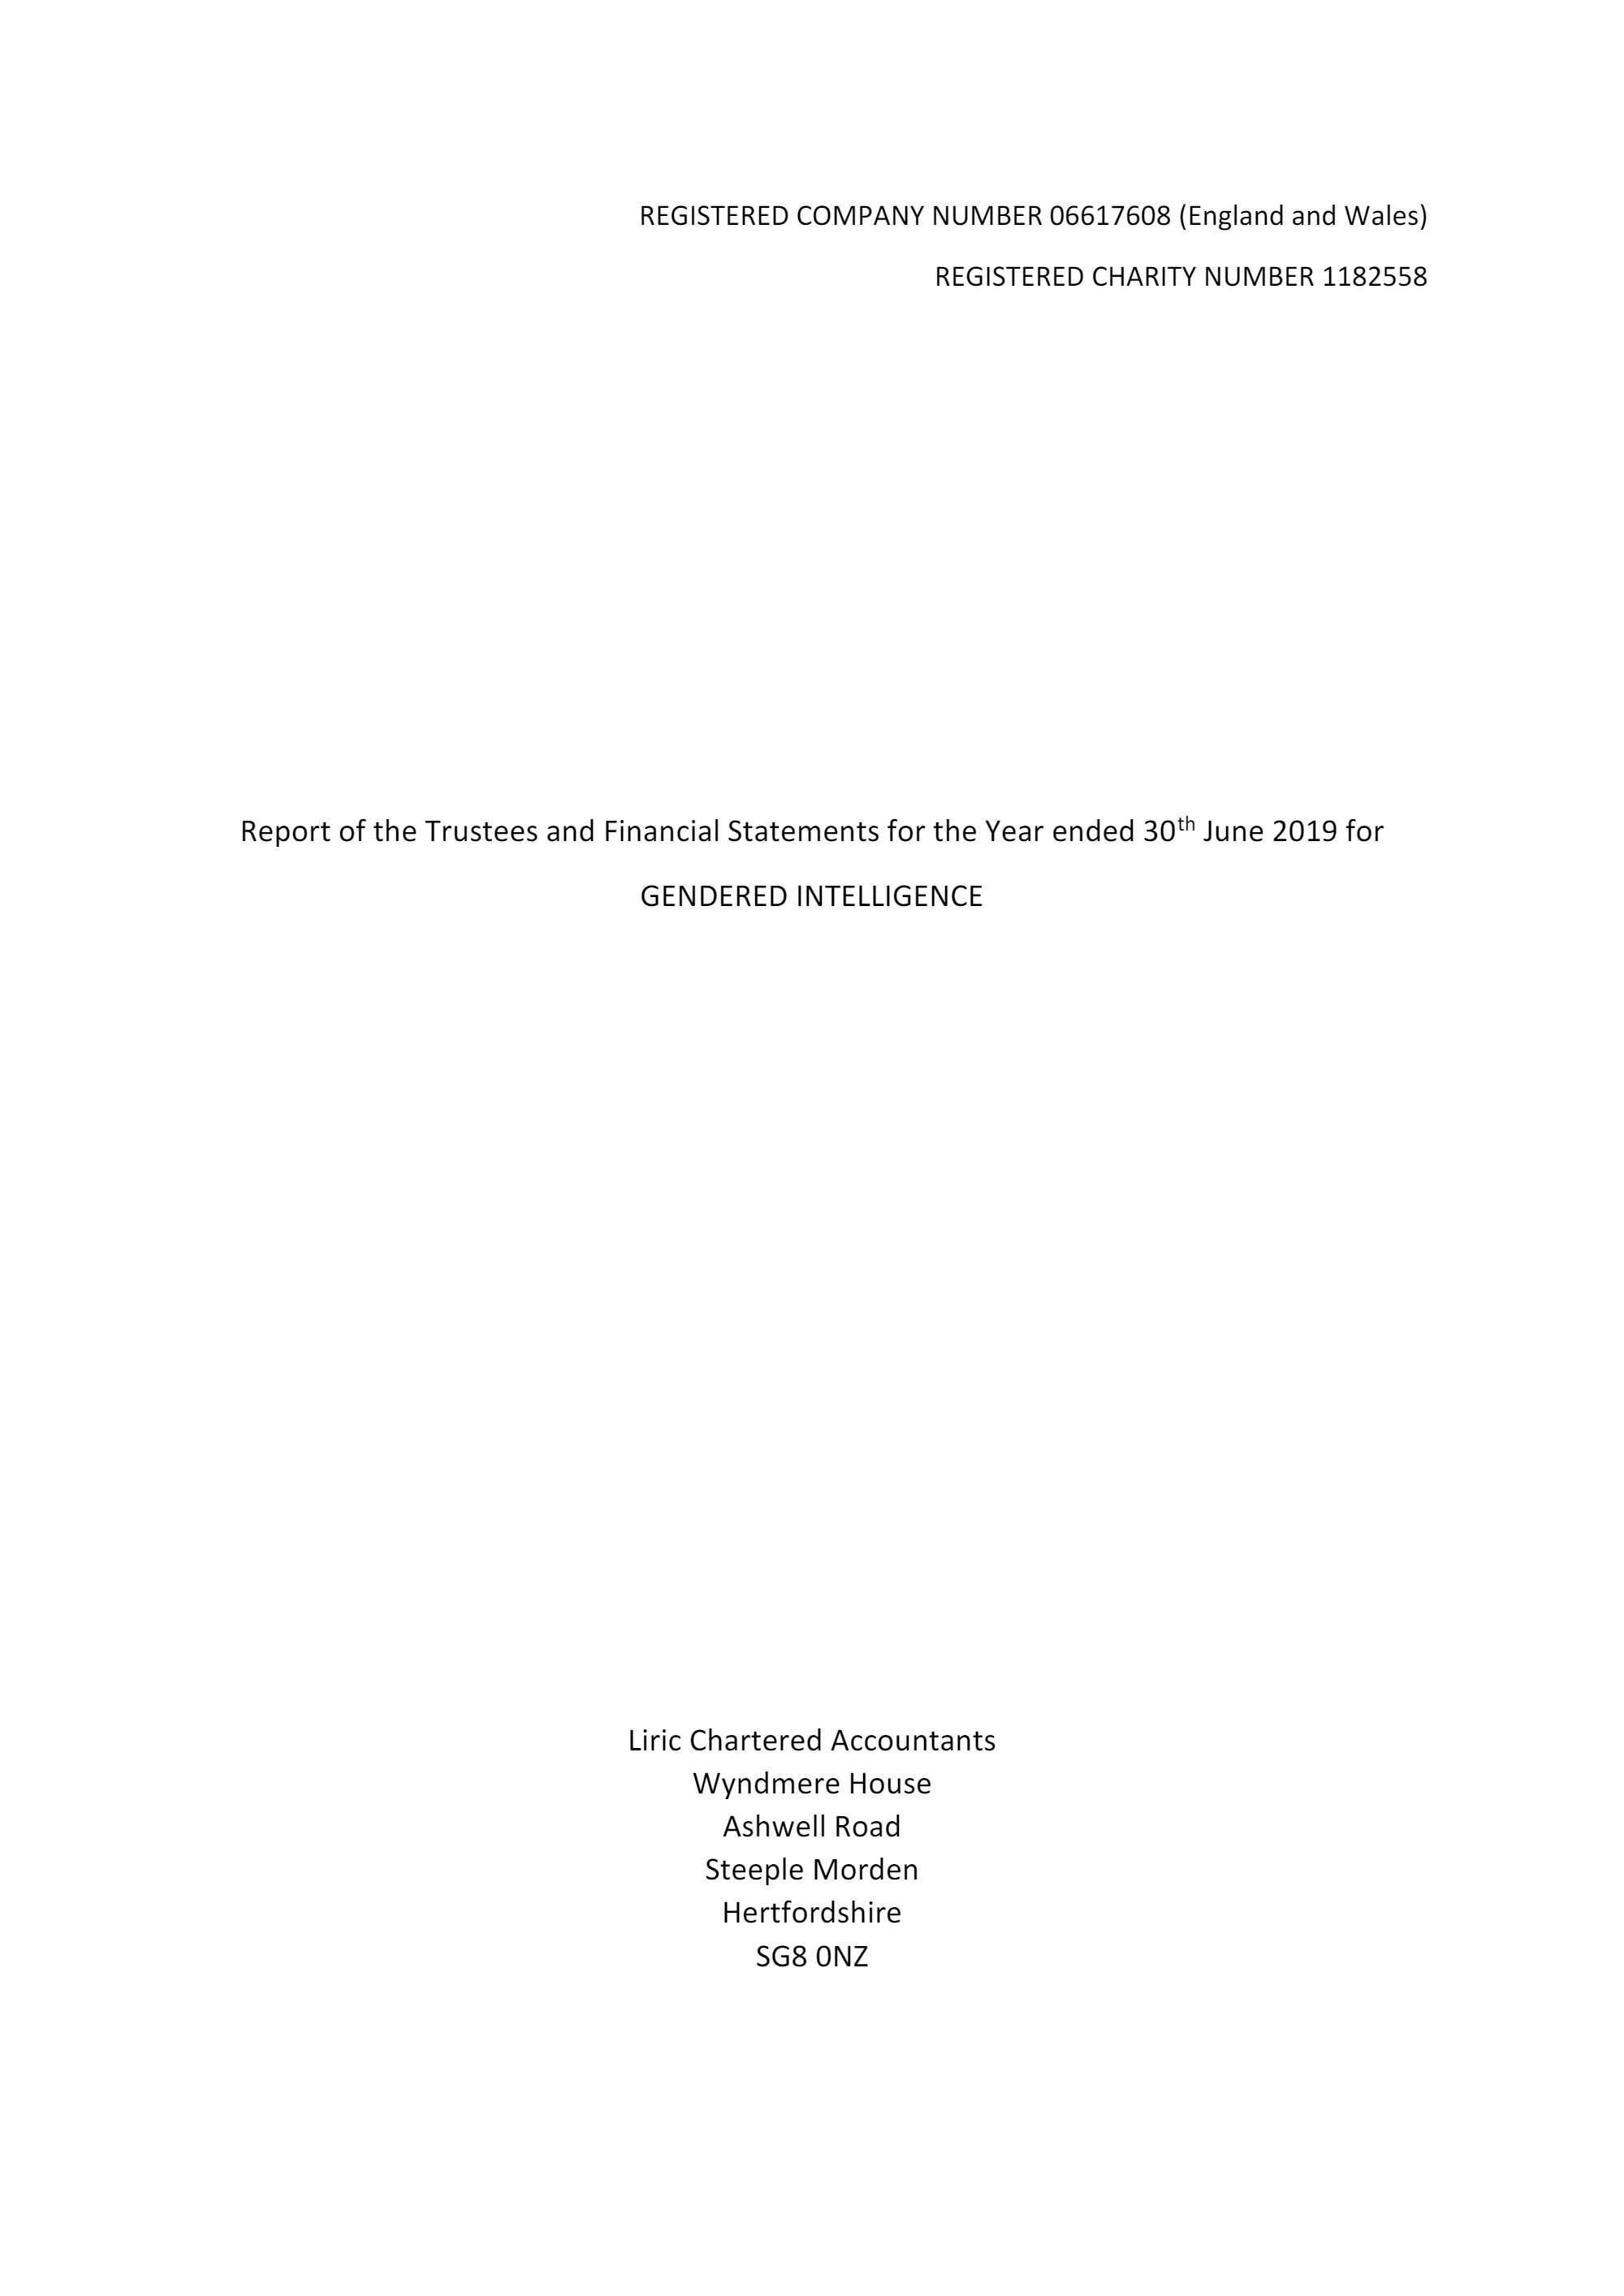 REGISTERED COMPANY NUMBER 06617608 (England and Wales)
REGISTERED CHARITY NUMBER 1182558
Report of the Trustees and Financial Statements for the Year ended 30th June 2019 for
GENDERED INTELLIGENCE
Liric Chartered Accountants
Wyndmere House
Ashwell Road
Steeple Morden
Hertfordshire
SG8 0NZ